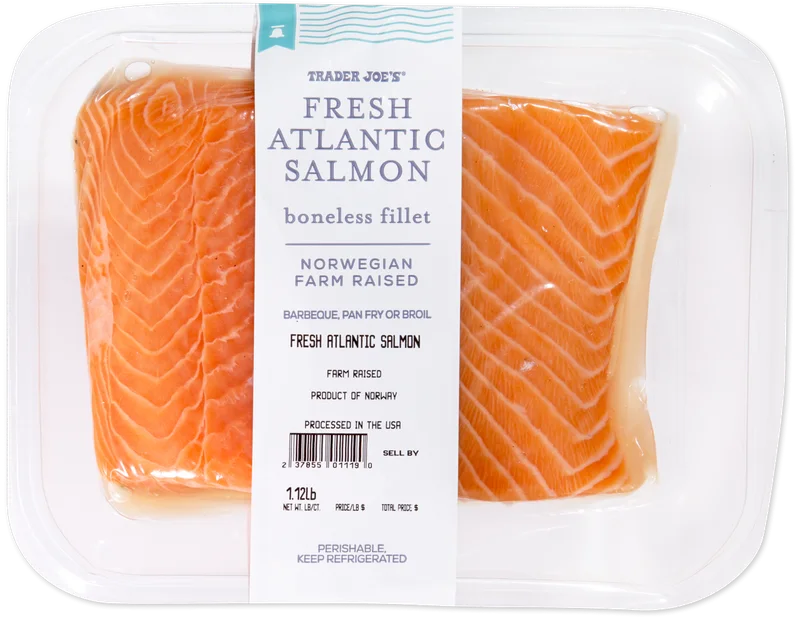 TRADER JOE'S®
FRESH
ATLANTIC
SALMON
boneless fillet
NORWEGIAN
FARM RAISED
BARBEQUE, PAN FRY OR BROIL
FRESH ATLANTIC SALMON
FARM RAISED
PRODUCT OF NORWAY
PROCESSED IN THE USA
SELL BY
2 37855 01119 0
1.12lb
NET WT. LB/CT. PRICE/LB $ TOTAL PRICE $
PERISHABLE,
KEEP REFRIGERATED